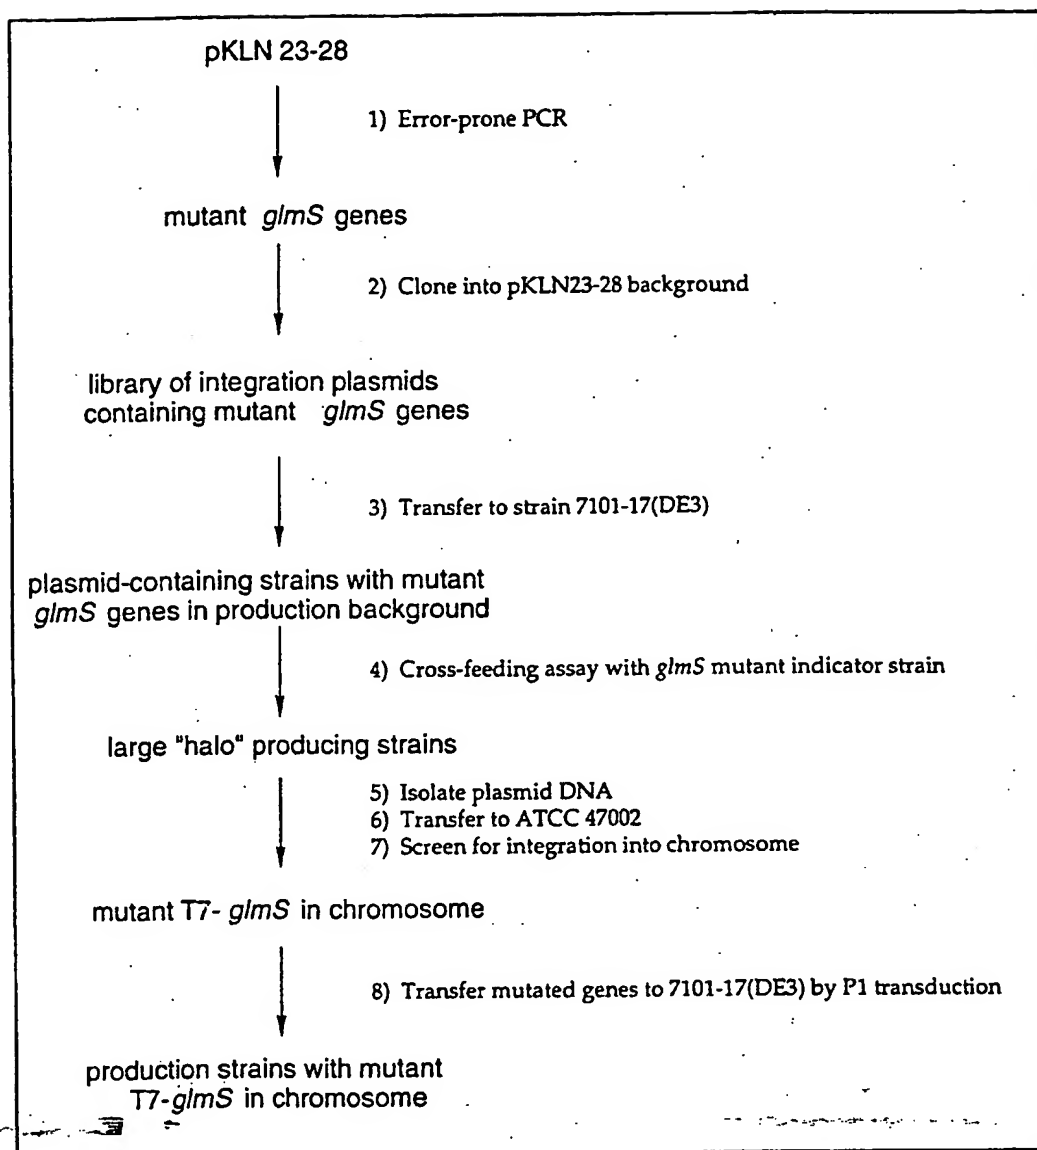 pKLN 23-28
1) Error-prone PCR
mutant glmS genes
2) Clone into pKLN23-28 background
library of integration plasmids
containing mutant glmS genes
3) Transfer to strain 7101-17(DE3)
plasmid-containing strains with mutant
glmS genes in production background
4) Cross-feeding assay with glmS mutant indicator strain
large "halo" producing strains
5) Isolate plasmid DNA
6) Transfer to ATCC 47002
7) Screen for integration into chromosome
mutant T7- glmS in chromosome
8) Transfer mutated genes to 7101-17(DE3) by P1 transduction
production strains with mutant
T7-glmS in chromosome